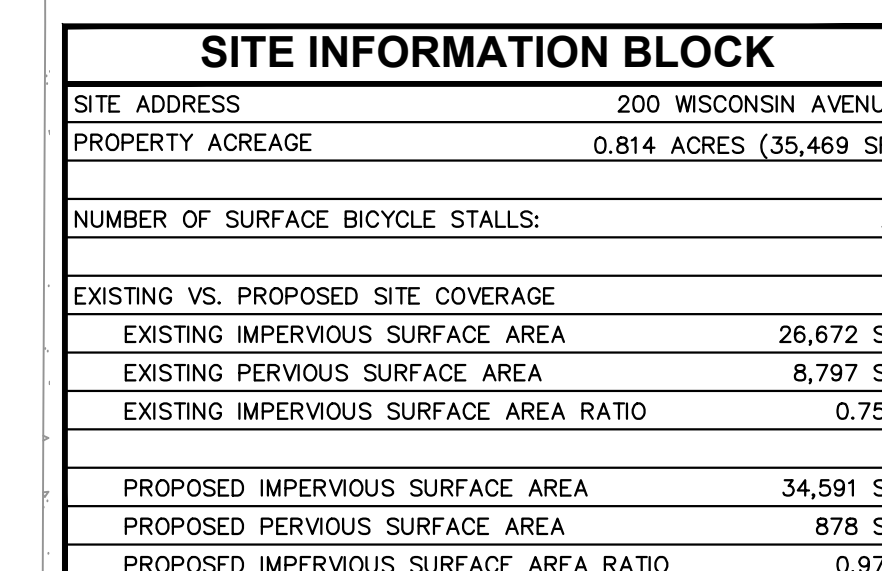 SITE INFORMATION BLOCK
SITE ADDRESS 200 WISCONSIN AVENU
PROPERTY ACREAGE 0.814 ACRES (35,469 S
NUMBER OF SURFACE BICYCLE STALLS:
EXISTING VS. PROPOSED SITE COVERAGE
EXISTING IMPERVIOUS SURFACE AREA 26,672 S
EXISTING PERVIOUS SURFACE AREA 8,797 S
EXISTING IMPERVIOUS SURFACE AREA RATIO 0.75
PROPOSED IMPERVIOUS SURFACE AREA 34,591 S
PROPOSED PERVIOUS SURFACE AREA 878 S
PROPOSED IMPERVIOUS SURFACE AREA RATIO 0.97